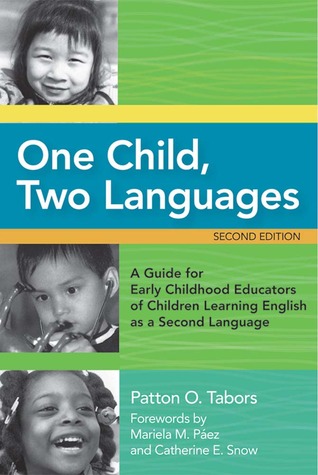 One Child,
Two Languages
SECOND EDITION
A Guide for
Early Childhood Educators
of Children Learning English
as a Second Language
Patton O. Tabors
Forewords by
Mariela M. Páez
and Catherine E. Snow